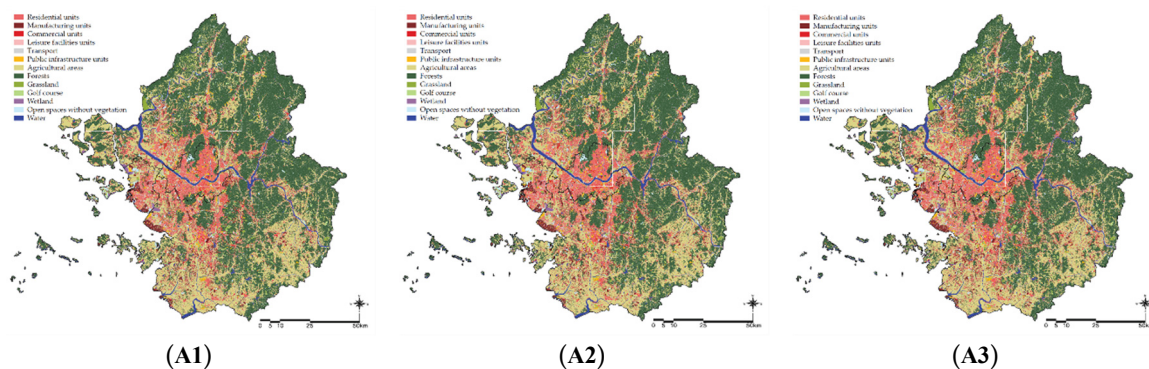 Residential units
Manufacturing units
Commercial units
Leisure facilities units
Transport
Public infrastructure units
Agricultural areas
Forests
Grassland
Golf course
Wetland
Open spaces without vegetation
Water
0 5 10 25 50km
(A1)
Residential units
Manufacturing units
Commercial units
Leisure facilities units
Transport
Public infrastructure units
Agricultural areas
Forests
Grassland
Golf course
Wetland
Open spaces without vegetation
Water
0 5 10 25 50km
(A2)
Residential units
Manufacturing units
Commercial units
Leisure facilities units
Transport
Public infrastructure units
Agricultural areas
Forests
Grassland
Golf course
Wetland
Open spaces without vegetation
Water
0 5 10 25 50km
(A3)